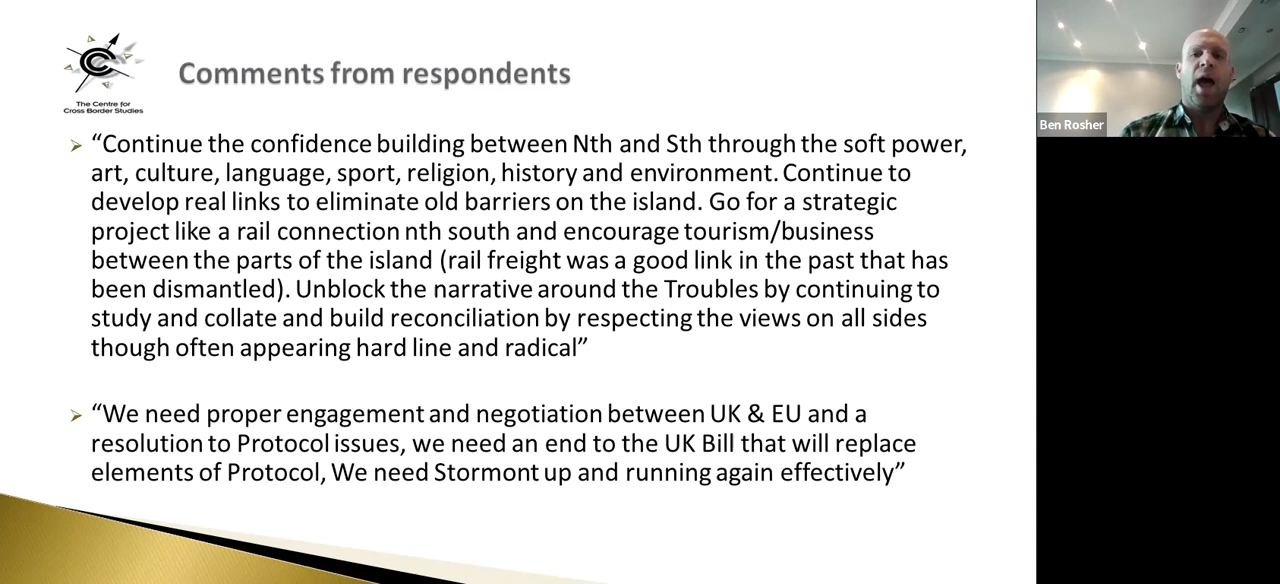 The Centre for
Cross Border Studies
Comments from respondents
“Continue the confidence building between Nth and Sth through the soft power,
art, culture, language, sport, religion, history and environment. Continue to
develop real links to eliminate old barriers on the island. Go for a strategic
project like a rail connection nth south and encourage tourism/business
between the parts of the island (rail freight was a good link in the past that has
been dismantled). Unblock the narrative around the Troubles by continuing to
study and collate and build reconciliation by respecting the views on all sides
though often appearing hard line and radical”
“We need proper engagement and negotiation between UK & EU and a
resolution to Protocol issues, we need an end to the UK Bill that will replace
elements of Protocol, We need Stormont up and running again effectively”
Ben Rosher